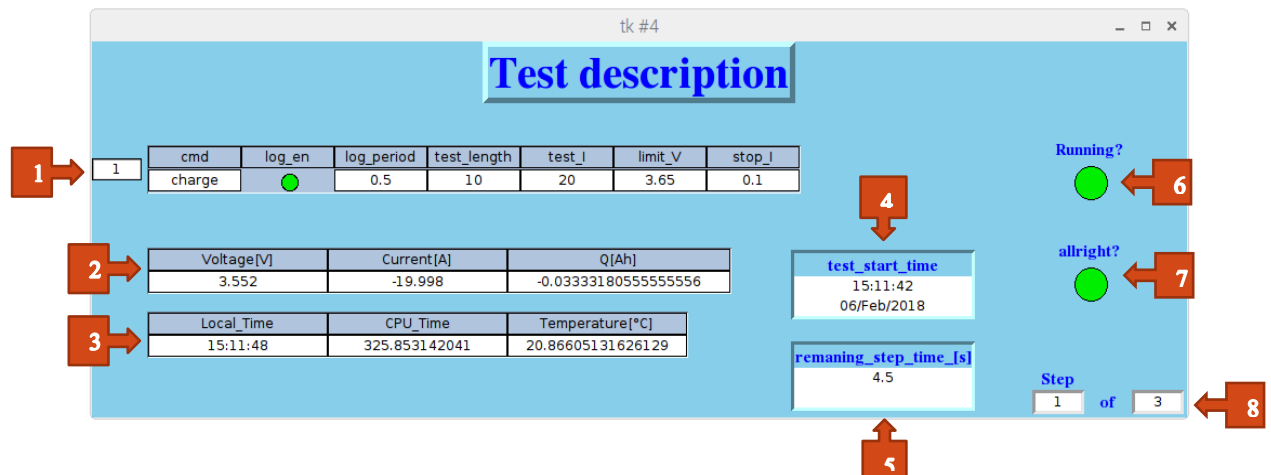 tk #4
Test description
1
1 cmd log_en log_period test_length test_I limit_V stop_I
charge 0.5 10 20 3.65 0.1
Running?
6
4
2
Voltage[V] Current[A] Q[Ah]
3.552 -19.998 -0.03333180555555556
test_start_time
15:11:42
06/Feb/2018
allright?
7
3
Local_Time CPU_Time Temperature[°C]
15:11:48 325.853142041 20.86605131626129
remaning_step_time_[s]
4.5
Step
1 of 3
8
5